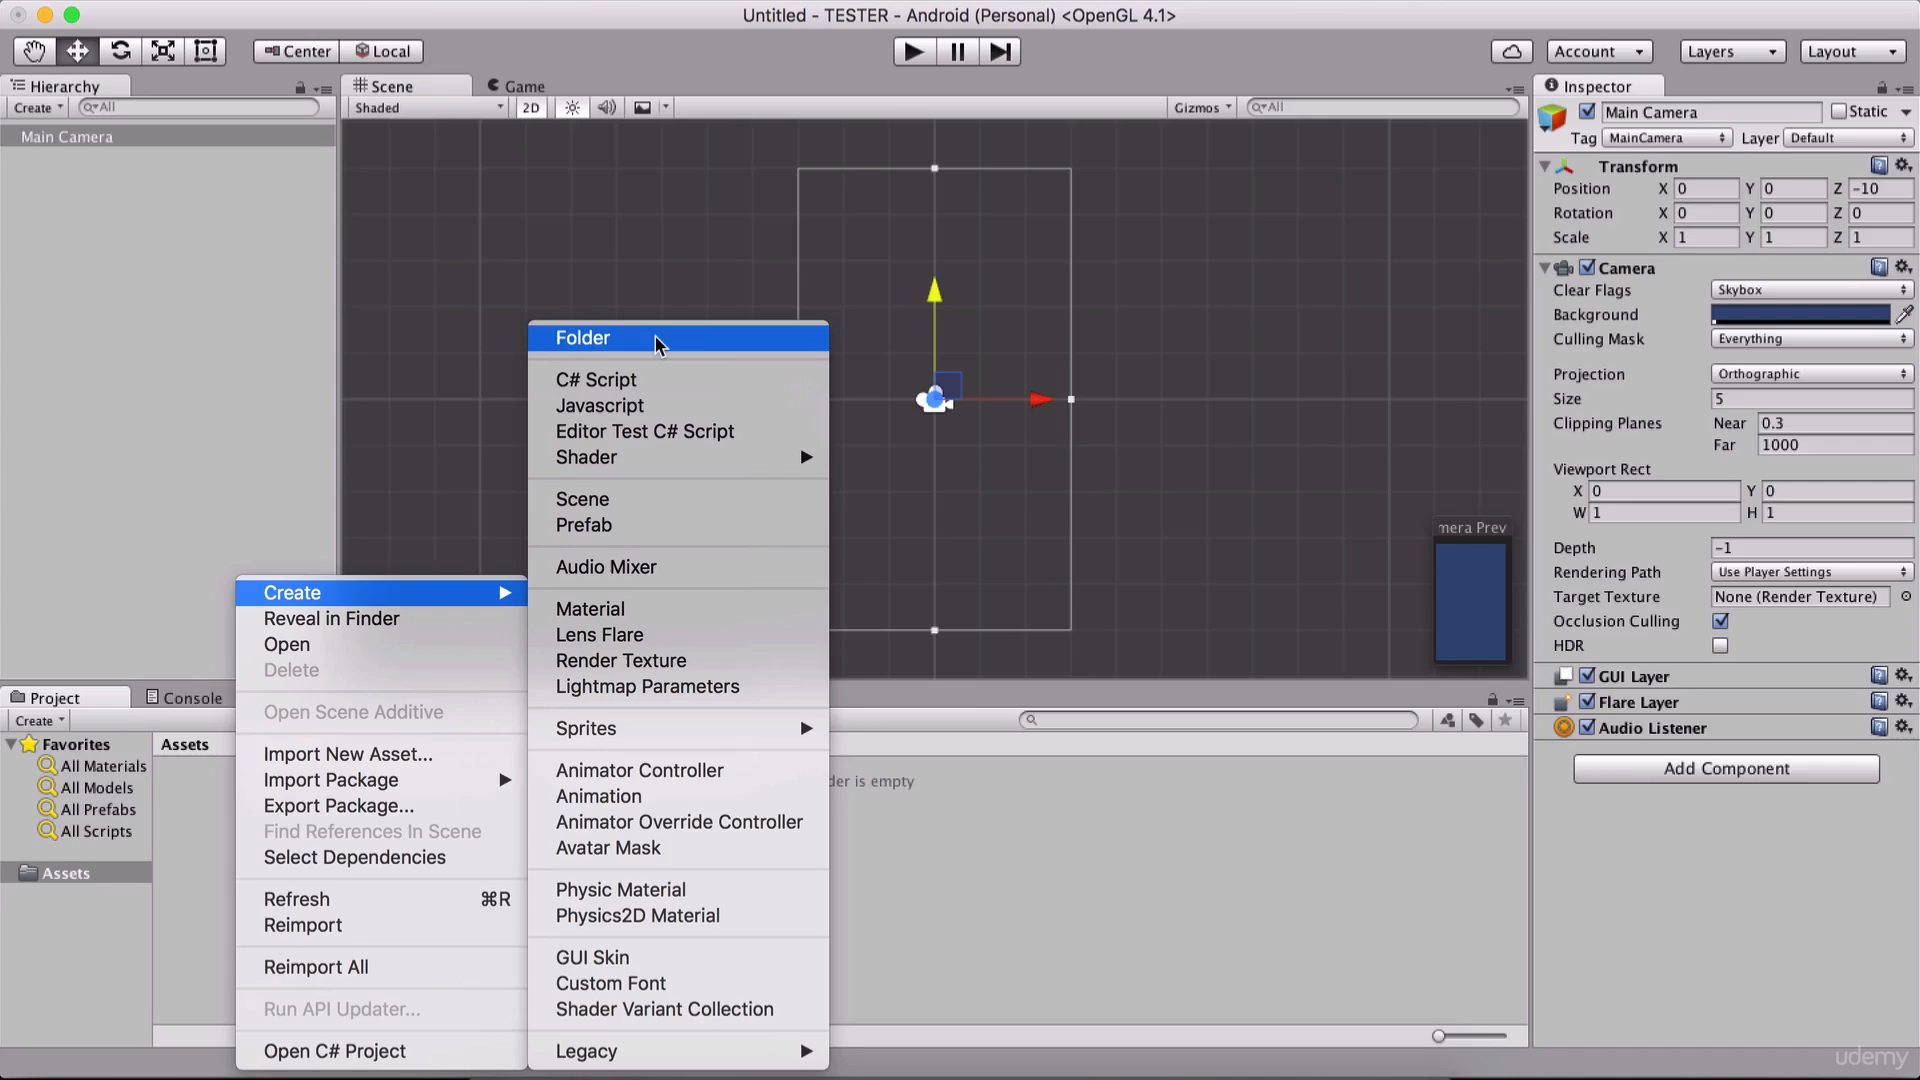 Untitled - TESTER - Android (Personal) <OpenGL 4.1>
Center
Local
Account
Layers
Layout
Hierarchy
Create
All
Main Camera
Scene
Game
Shaded
2D
Gizmos
All
Inspector
Main Camera
Static
Tag
MainCamera
Layer
Default
Transform
Position X 0 Y 0 Z -10
Rotation X 0 Y 0 Z 0
Scale X 1 Y 1 Z 1
Camera
Clear Flags Skybox
Background
Culling Mask Everything
Projection Orthographic
Size 5
Clipping Planes Near 0.3
Far 1000
Viewport Rect
X 0 Y 0
W 1 H 1
Depth -1
Rendering Path Use Player Settings
Target Texture None (Render Texture)
Occlusion Culling
HDR
GUI Layer
Flare Layer
Audio Listener
Add Component
mera Prev
Folder
C# Script
Javascript
Editor Test C# Script
Shader
Scene
Prefab
Audio Mixer
Material
Lens Flare
Render Texture
Lightmap Parameters
Sprites
Animator Controller
Animation
Animator Override Controller
Avatar Mask
Physic Material
Physics2D Material
GUI Skin
Custom Font
Shader Variant Collection
Legacy
Create
Reveal in Finder
Open
Delete
Open Scene Additive
Import New Asset...
Import Package
Export Package...
Find References In Scene
Select Dependencies
Refresh ⌘R
Reimport
Reimport All
Run API Updater...
Open C# Project
Project
Console
Create
Favorites
All Materials
All Models
All Prefabs
All Scripts
Assets
Assets
der is empty
udemy